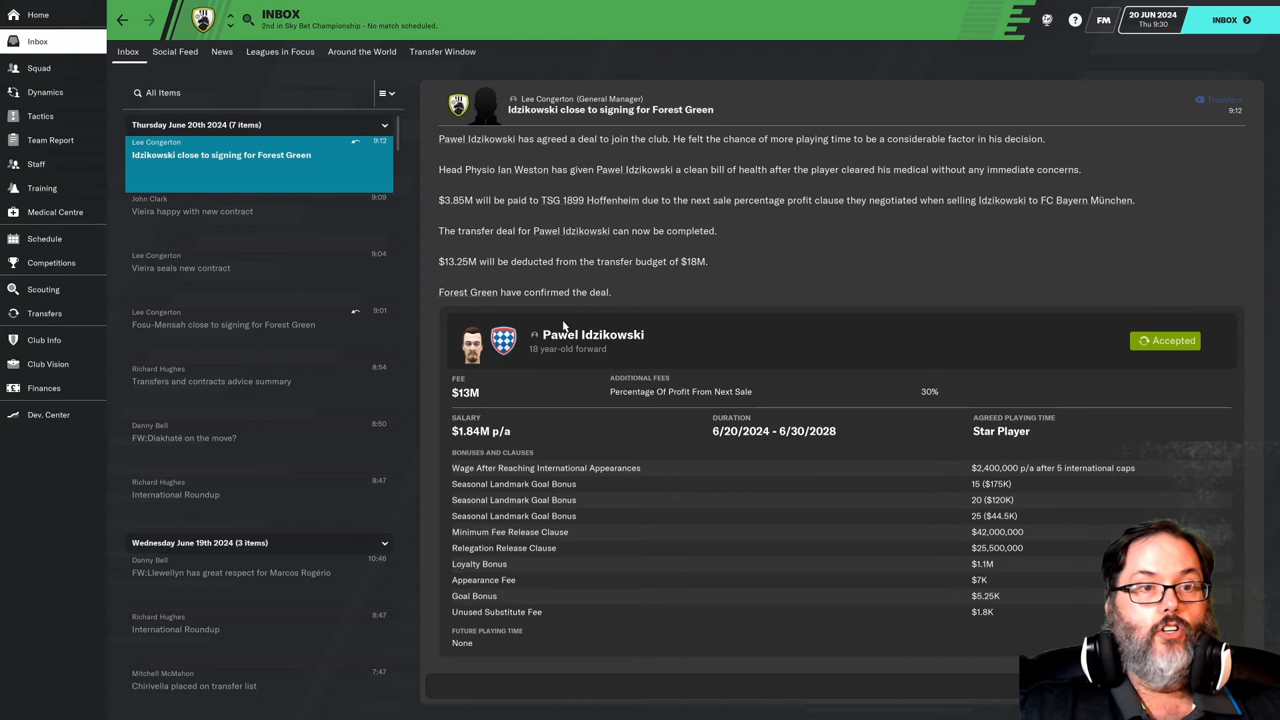 Home
Inbox
Squad
Dynamics
Tactics
Team Report
Staff
Training
Medical Centre
Schedule
Competitions
Scouting
Transfers
Club Info
Club Vision
Finances
Dev. Center
INBOX
2nd in Sky Bet Championship - No match scheduled.
?
FM
20 JUN 2024
Thu 9:30
INBOX
Inbox
Social Feed
News
Leagues in Focus
Around the World
Transfer Window
All Items
Thursday June 20th 2024 (7 items)
Lee Congerton 9:12
Idzikowski close to signing for Forest Green
John Clark 9:09
Vieira happy with new contract
Lee Congerton 9:04
Vieira seals new contract
Lee Congerton 9:01
Fosu-Mensah close to signing for Forest Green
Richard Hughes 8:54
Transfers and contracts advice summary
Danny Bell 8:50
FW:Diakhaté on the move?
Richard Hughes 8:47
International Roundup
Wednesday June 19th 2024 (3 items)
Danny Bell 10:46
FW:Llewellyn has great respect for Marcos Rogério
Richard Hughes 8:47
International Roundup
Mitchell McMahon 7:47
Chirivella placed on transfer list
Lee Congerton (General Manager)
Idzikowski close to signing for Forest Green
Transfers
9:12
Pawel Idzikowski has agreed a deal to join the club. He felt the chance of more playing time to be a considerable factor in his decision.
Head Physio Ian Weston has given Pawel Idzikowski a clean bill of health after the player cleared his medical without any immediate concerns.
$3.85M will be paid to TSG 1899 Hoffenheim due to the next sale percentage profit clause they negotiated when selling Idzikowski to FC Bayern München.
The transfer deal for Pawel Idzikowski can now be completed.
$13.25M will be deducted from the transfer budget of $18M.
Forest Green have confirmed the deal.
Pawel Idzikowski
18 year-old forward
Accepted
FEE
$13M
ADDITIONAL FEES
Percentage Of Profit From Next Sale 30%
SALARY
$1.84M p/a
DURATION
6/20/2024 - 6/30/2028
AGREED PLAYING TIME
Star Player
BONUSES AND CLAUSES
Wage After Reaching International Appearances $2,400,000 p/a after 5 international caps
Seasonal Landmark Goal Bonus 15 ($175K)
Seasonal Landmark Goal Bonus 20 ($120K)
Seasonal Landmark Goal Bonus 25 ($44.5K)
Minimum Fee Release Clause $42,000,000
Relegation Release Clause $25,500,000
Loyalty Bonus $1.1M
Appearance Fee $7K
Goal Bonus $5.25K
Unused Substitute Fee $1.8K
FUTURE PLAYING TIME
None